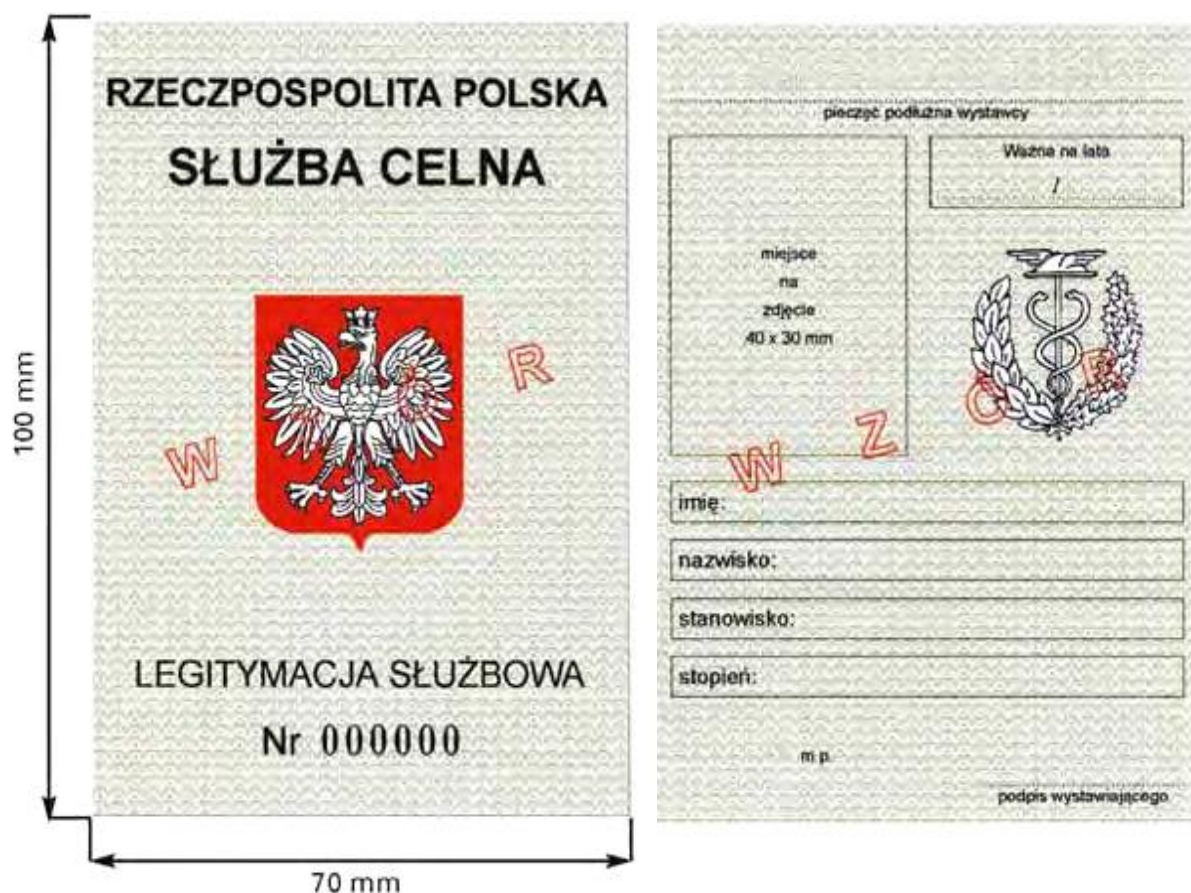 RZECZPOSPOLITA POLSKA
SŁUŻBA CELNA
W R
LEGITYMACJA SŁUŻBOWA
Nr 000000
100 mm
70 mm
pieczęć podłużna wystawcy
Ważna na lata
/
miejsce
na
zdjęcie
40 x 30 mm
W Z Ó R
imię:
nazwisko:
stanowisko:
stopień:
m p.
podpis wystawiającego